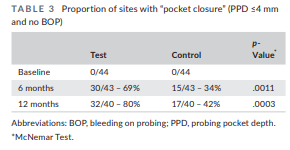 TABLE 3 Proportion of sites with "pocket closure" (PPD ≤4 mm
and no BOP)
Test Control p-
Value*
Baseline 0/44 0/44
6 months 30/43 – 69% 15/43 – 34% .0011
12 months 32/40 – 80% 17/40 – 42% .0003
Abbreviations: BOP, bleeding on probing; PPD, probing pocket depth.
*McNemar Test.